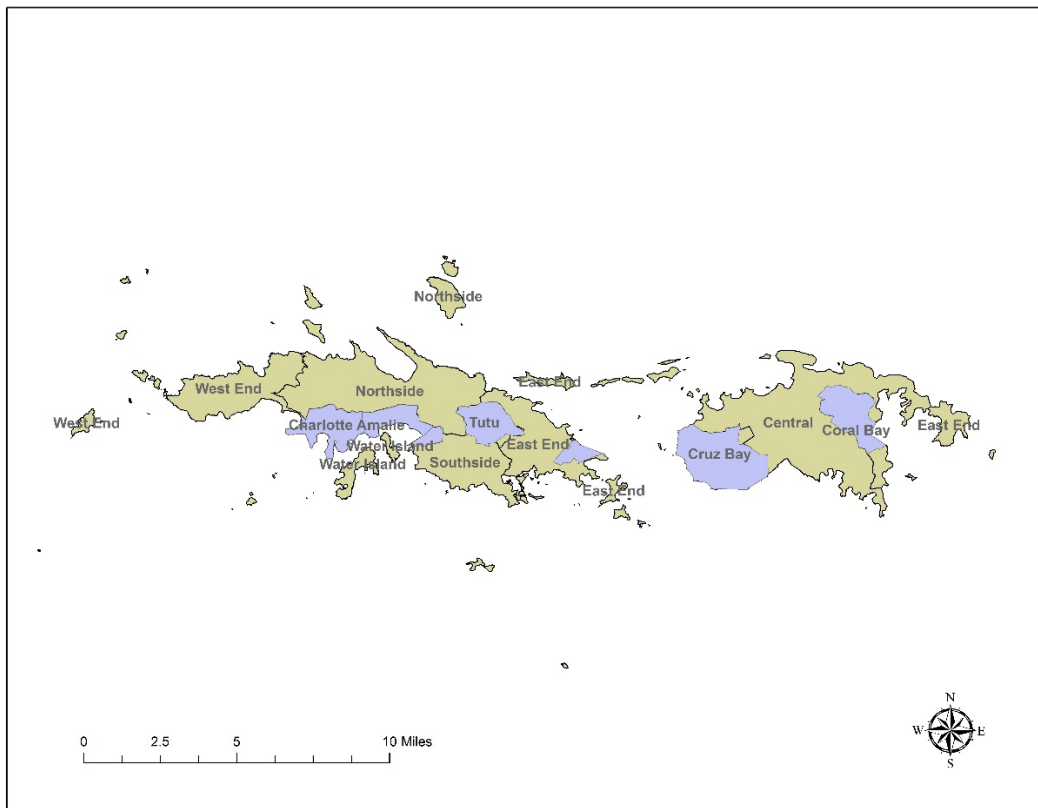 Northside
West End
Northside
East End
West End
Charlotte Amalie
Tutu
Central
Coral Bay
East End
Water Island
East End
Cruz Bay
Water Island
Southside
East End
N
W E
S
0 2.5 5 10 Miles